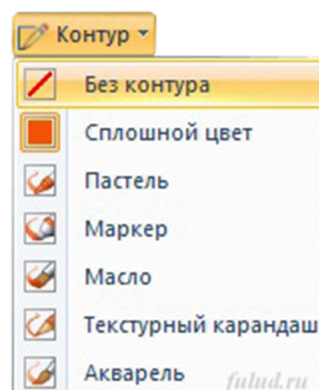 Контур
Без контура
Сплошной цвет
Пастель
Маркер
Масло
Текстурный карандаш
Акварель
fulud.ru